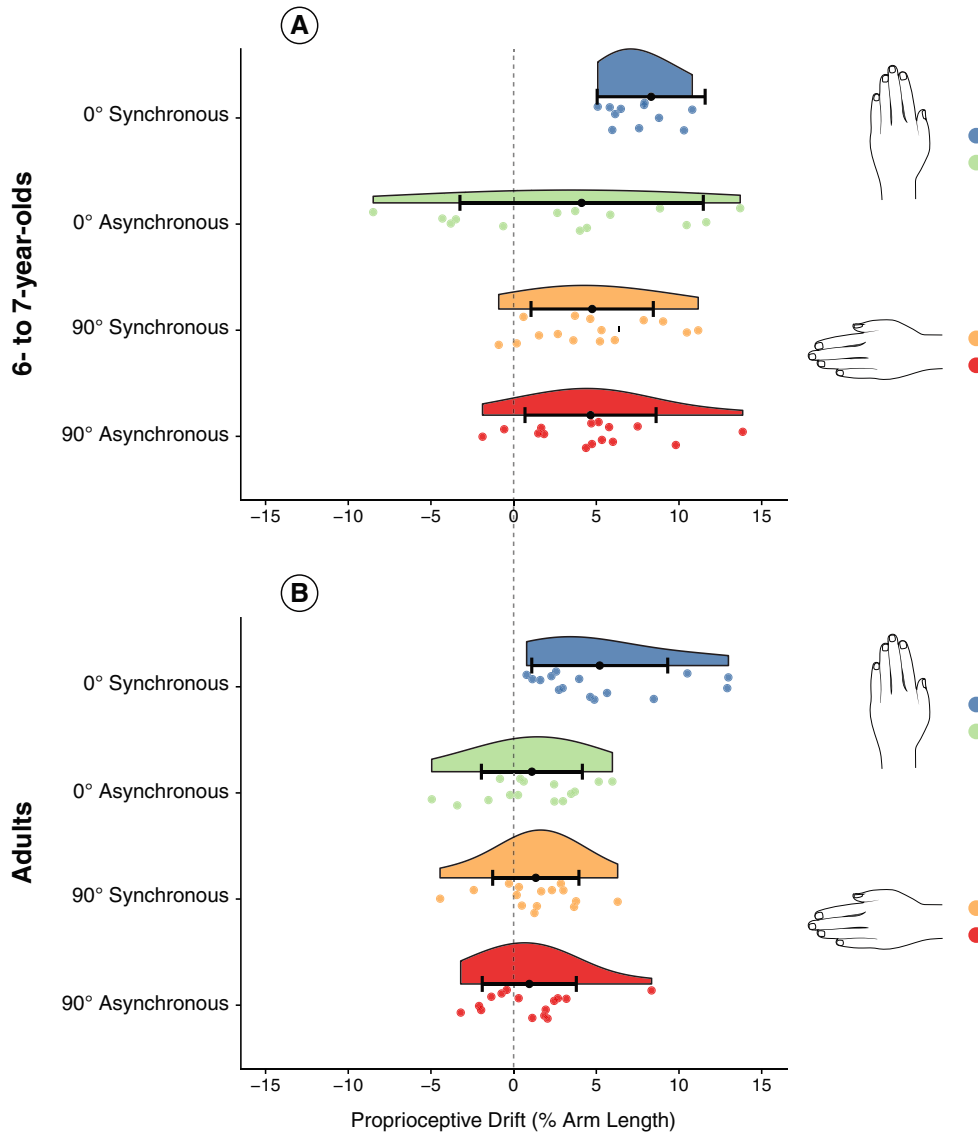 A
6- to 7-year-olds
0° Synchronous
0° Asynchronous
90° Synchronous
90° Asynchronous
−15 −10 −5 0 5 10 15
B
Adults
0° Synchronous
0° Asynchronous
90° Synchronous
90° Asynchronous
−15 −10 −5 0 5 10 15
Proprioceptive Drift (% Arm Length)